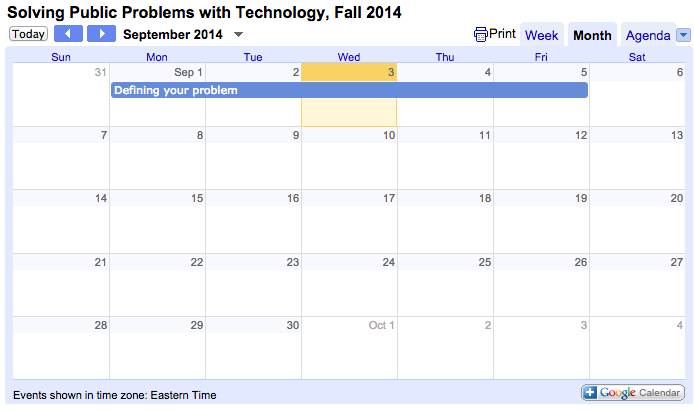 Solving Public Problems with Technology, Fall 2014
Today September 2014 Print Week Month Agenda
Sun Mon Tue Wed Thu Fri Sat
31 Sep 1 2 3 4 5 6
Defining your problem
7 8 9 10 11 12 13
14 15 16 17 18 19 20
21 22 23 24 25 26 27
28 29 30 Oct 1 2 3 4
Events shown in time zone: Eastern Time
Google Calendar